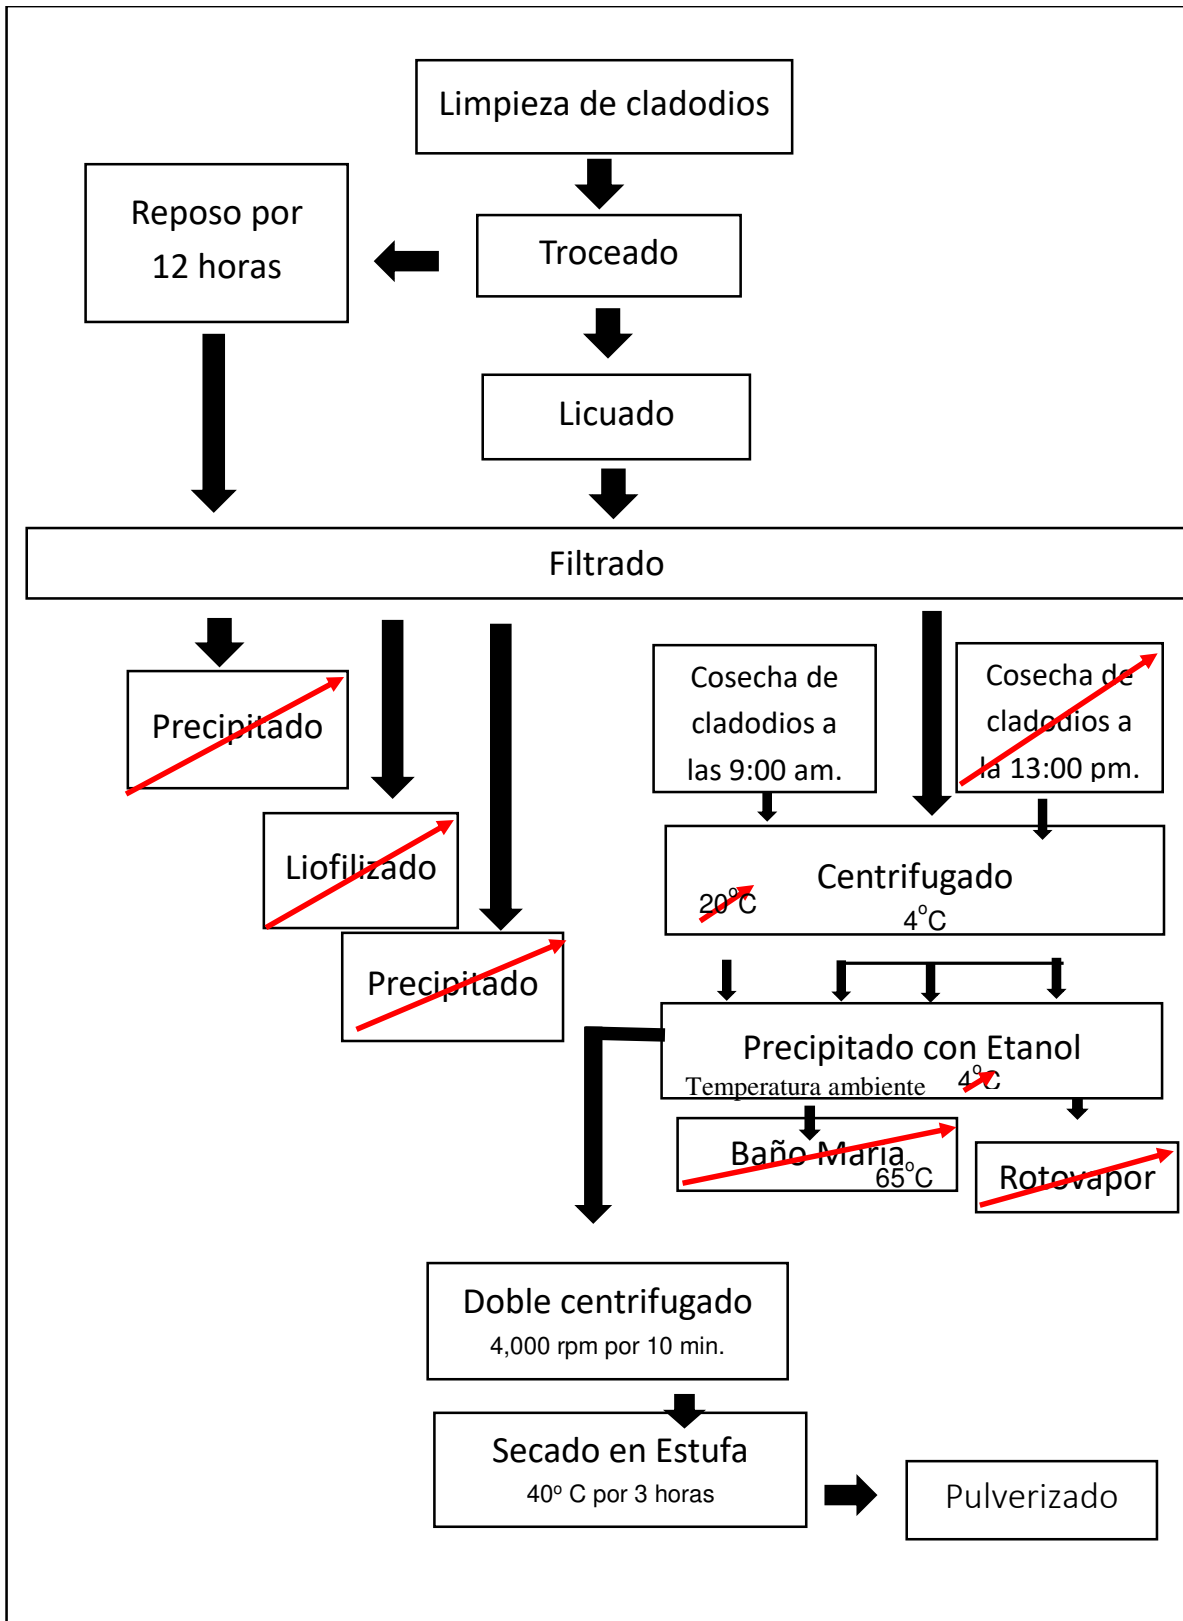 Limpieza de cladodios
Reposo por
12 horas
Troceado
Licuado
Filtrado
Precipitado
Liofilizado
Precipitado
Cosecha de
cladodios a
las 9:00 am.
Cosecha de
cladodios a
la 13:00 pm.
Centrifugado
20°C
4°C
Precipitado con Etanol
Temperatura ambiente
4°C
Baño María
65°C
Rotovapor
Doble centrifugado
4,000 rpm por 10 min.
Secado en Estufa
40º C por 3 horas
Pulverizado